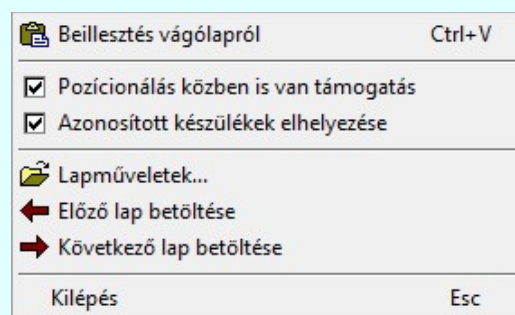 Beillesztés vágólapról Ctrl+V
Pozícionálás közben is van támogatás
Azonosított készülékek elhelyezése
Lapműveletek...
Előző lap betöltése
Következő lap betöltése
Kilépés Esc